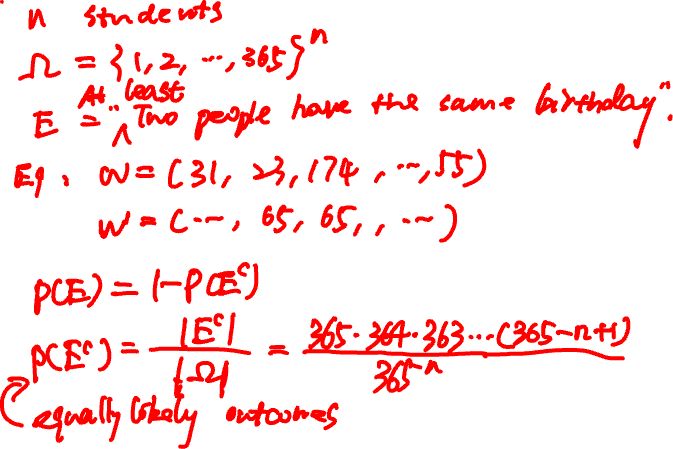 n students
Ω = {1, 2, ..., 365}^n
E = "At least Two people have the same birthday".
Eg. ω = (31, 23, 174, ..., 55)
ω = (..., 65, 65, , ...)
P(E) = 1 - P(E^c)
P(E^c) = |E^c| / |Ω| = 365·364·363···(365-n+1) / 365^n
equally likely outcomes